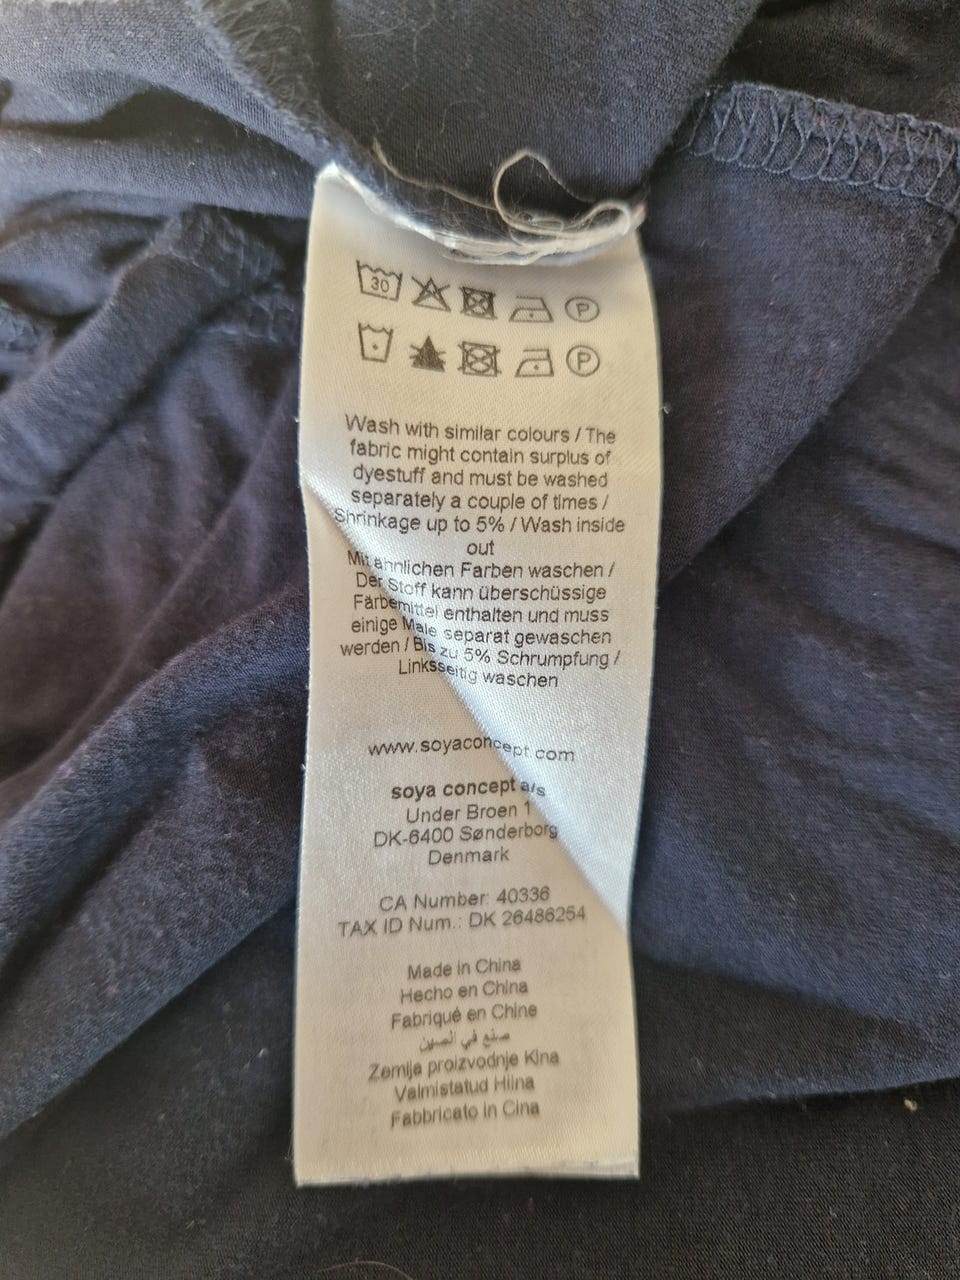 30
P
P
Wash with similar colours / The
fabric might contain surplus of
dyestuff and must be washed
separately a couple of times /
Shrinkage up to 5% / Wash inside
out
Mit ähnlichen Farben waschen /
Der Stoff kann überschüssige
Färbemittel enthalten und muss
einige Male separat gewaschen
werden / Bis zu 5% Schrumpfung /
Linksseitig waschen
www.soyaconcept.com
soya concept a/s
Under Broen 1
DK-6400 Sønderborg
Denmark
CA Number: 40336
TAX ID Num.: DK 26486254
Made in China
Hecho en China
Fabriqué en Chine
صنع في الصين
Zemlja proizvodnje Kina
Valmistatud Hiina
Fabbricato in Cina